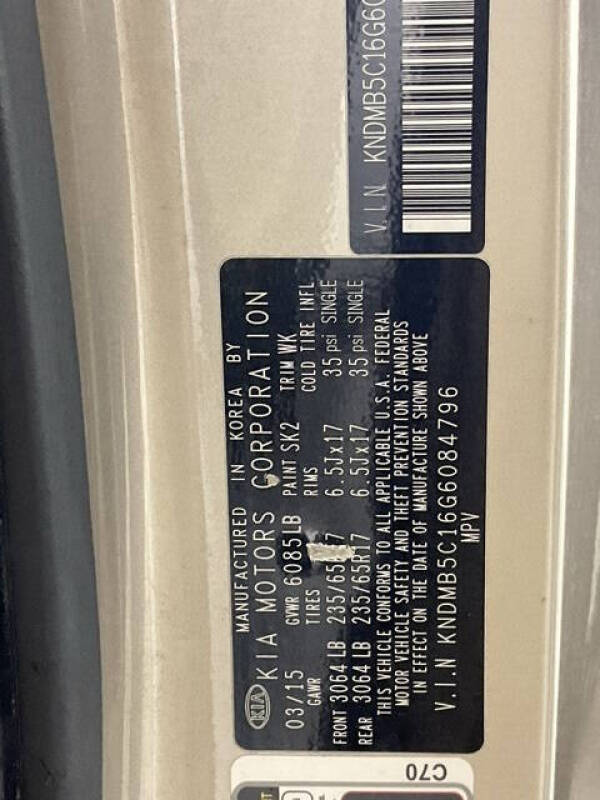 V.I.N KNDMB5C16G6
MANUFACTURED IN KOREA BY
KIA KIA MOTORS CORPORATION
03/15 GVWR 6085LB PAINT SK2 TRIM WK
GAWR TIRES RIMS COLD TIRE INFL
FRONT 3064 LB 235/65R17 6.5Jx17 35 psi SINGLE
REAR 3064 LB 235/65R17 6.5Jx17 35 psi SINGLE
THIS VEHICLE CONFORMS TO ALL APPLICABLE U.S.A. FEDERAL
MOTOR VEHICLE SAFETY AND THEFT PREVENTION STANDARDS
IN EFFECT ON THE DATE OF MANUFACTURE SHOWN ABOVE
V.I.N KNDMB5C16G6084796
MPV
C70